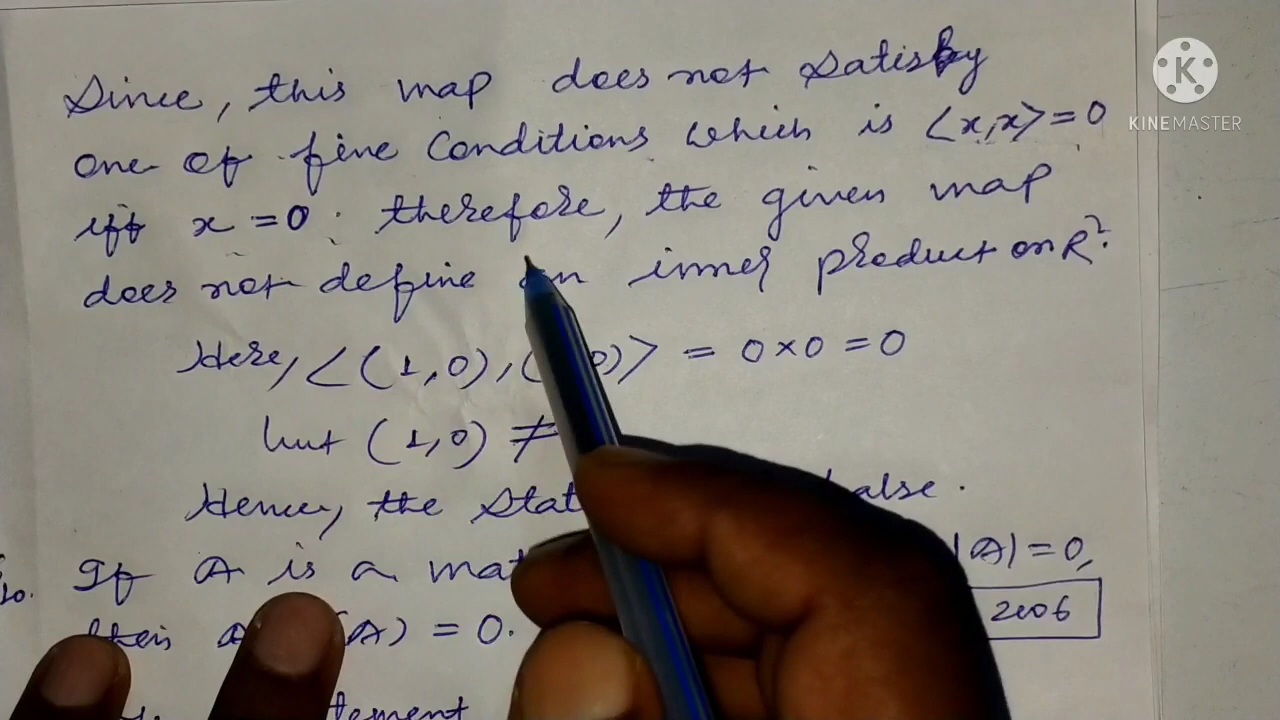 Since, this map does not satisfy
one of five Conditions which is <x,x> = 0
iff x = 0. therefore, the given map
does not define an inner product on R².
Here, <(1,0), ( 0)> = 0×0 = 0
but (1,0) ≠
Hence, the Stat alse.
If A is a mat (A) = 0,
then A (A) = 0. 2006
tement
K
KINEMASTER